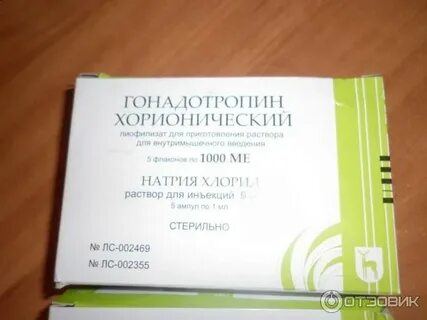 ГОНАДОТРОПИН
ХОРИОНИЧЕСКИЙ
лиофилизат для приготовления раствора
для внутримышечного введения
5 флаконов по 1000 МЕ
НАТРИЯ ХЛОРИД
раствор для инъекций
5 ампул по 1 мл
СТЕРИЛЬНО
№ ЛС-002469
№ ЛС-002355
ОТЗОВИК